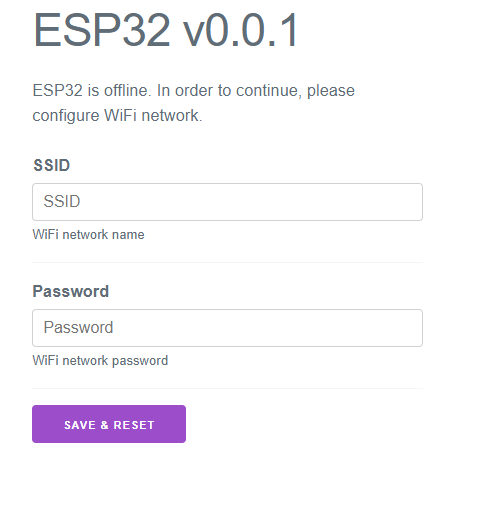 ESP32 v0.0.1
ESP32 is offline. In order to continue, please
configure WiFi network.
SSID
SSID
WiFi network name
Password
Password
WiFi network password
SAVE & RESET